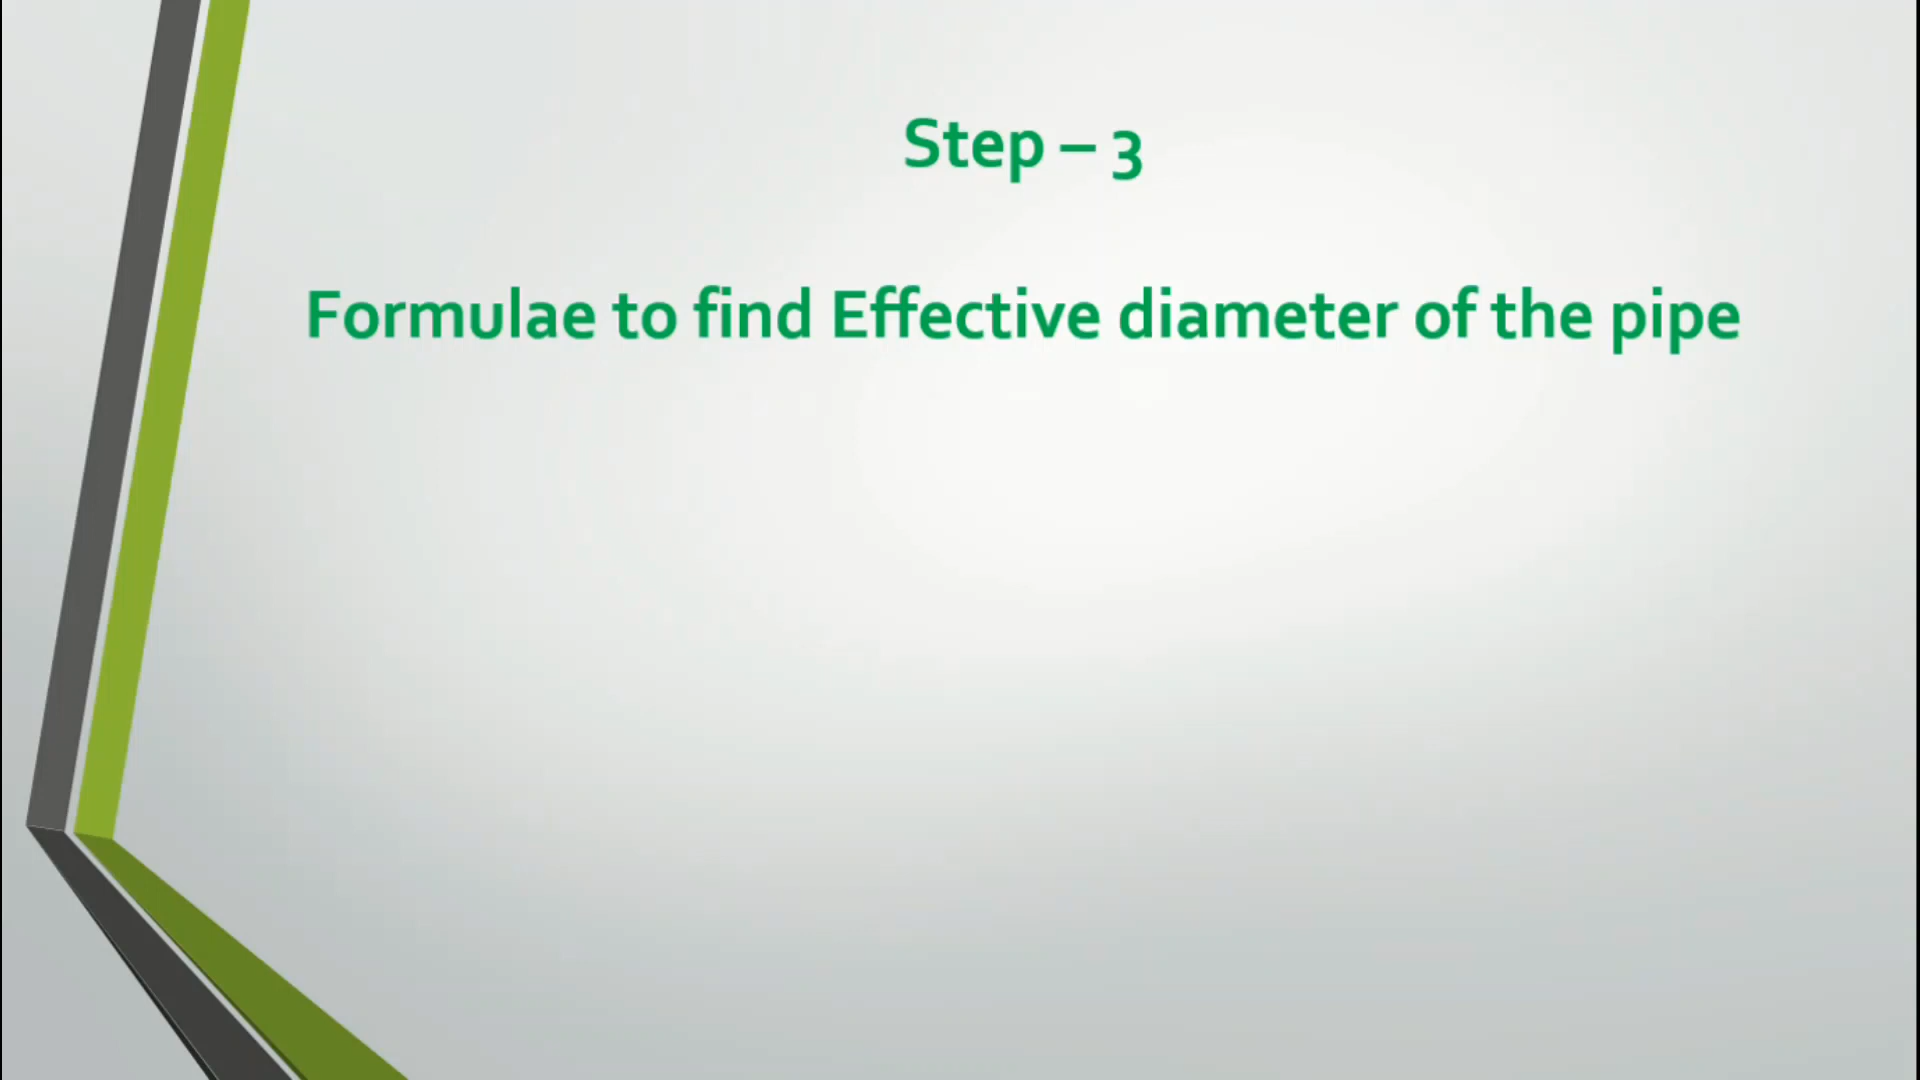 Step – 3
Formulae to find Effective diameter of the pipe